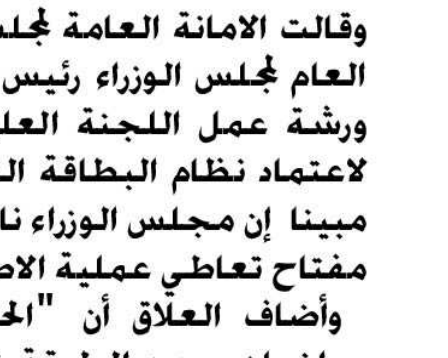 وقالت الامانة العامة لمجلس
العام لمجلس الوزراء رئيس
ورشة عمل اللجنة العل
لاعتماد نظام البطاقة ال
مبينا إن مجلس الوزراء نا
مفتاح تعاطي عملية الاص
وأضاف العلاق أن "الح